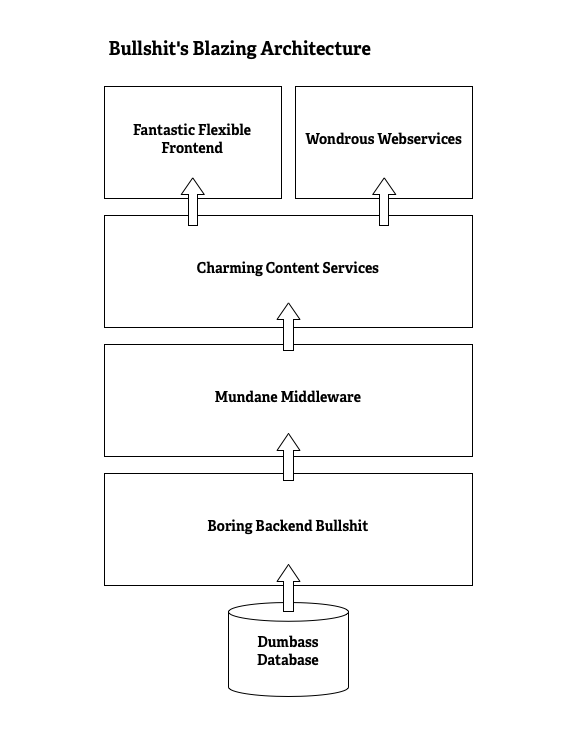 Bullshit's Blazing Architecture
Fantastic Flexible
Frontend
Wondrous Webservices
Charming Content Services
Mundane Middleware
Boring Backend Bullshit
Dumbass
Database